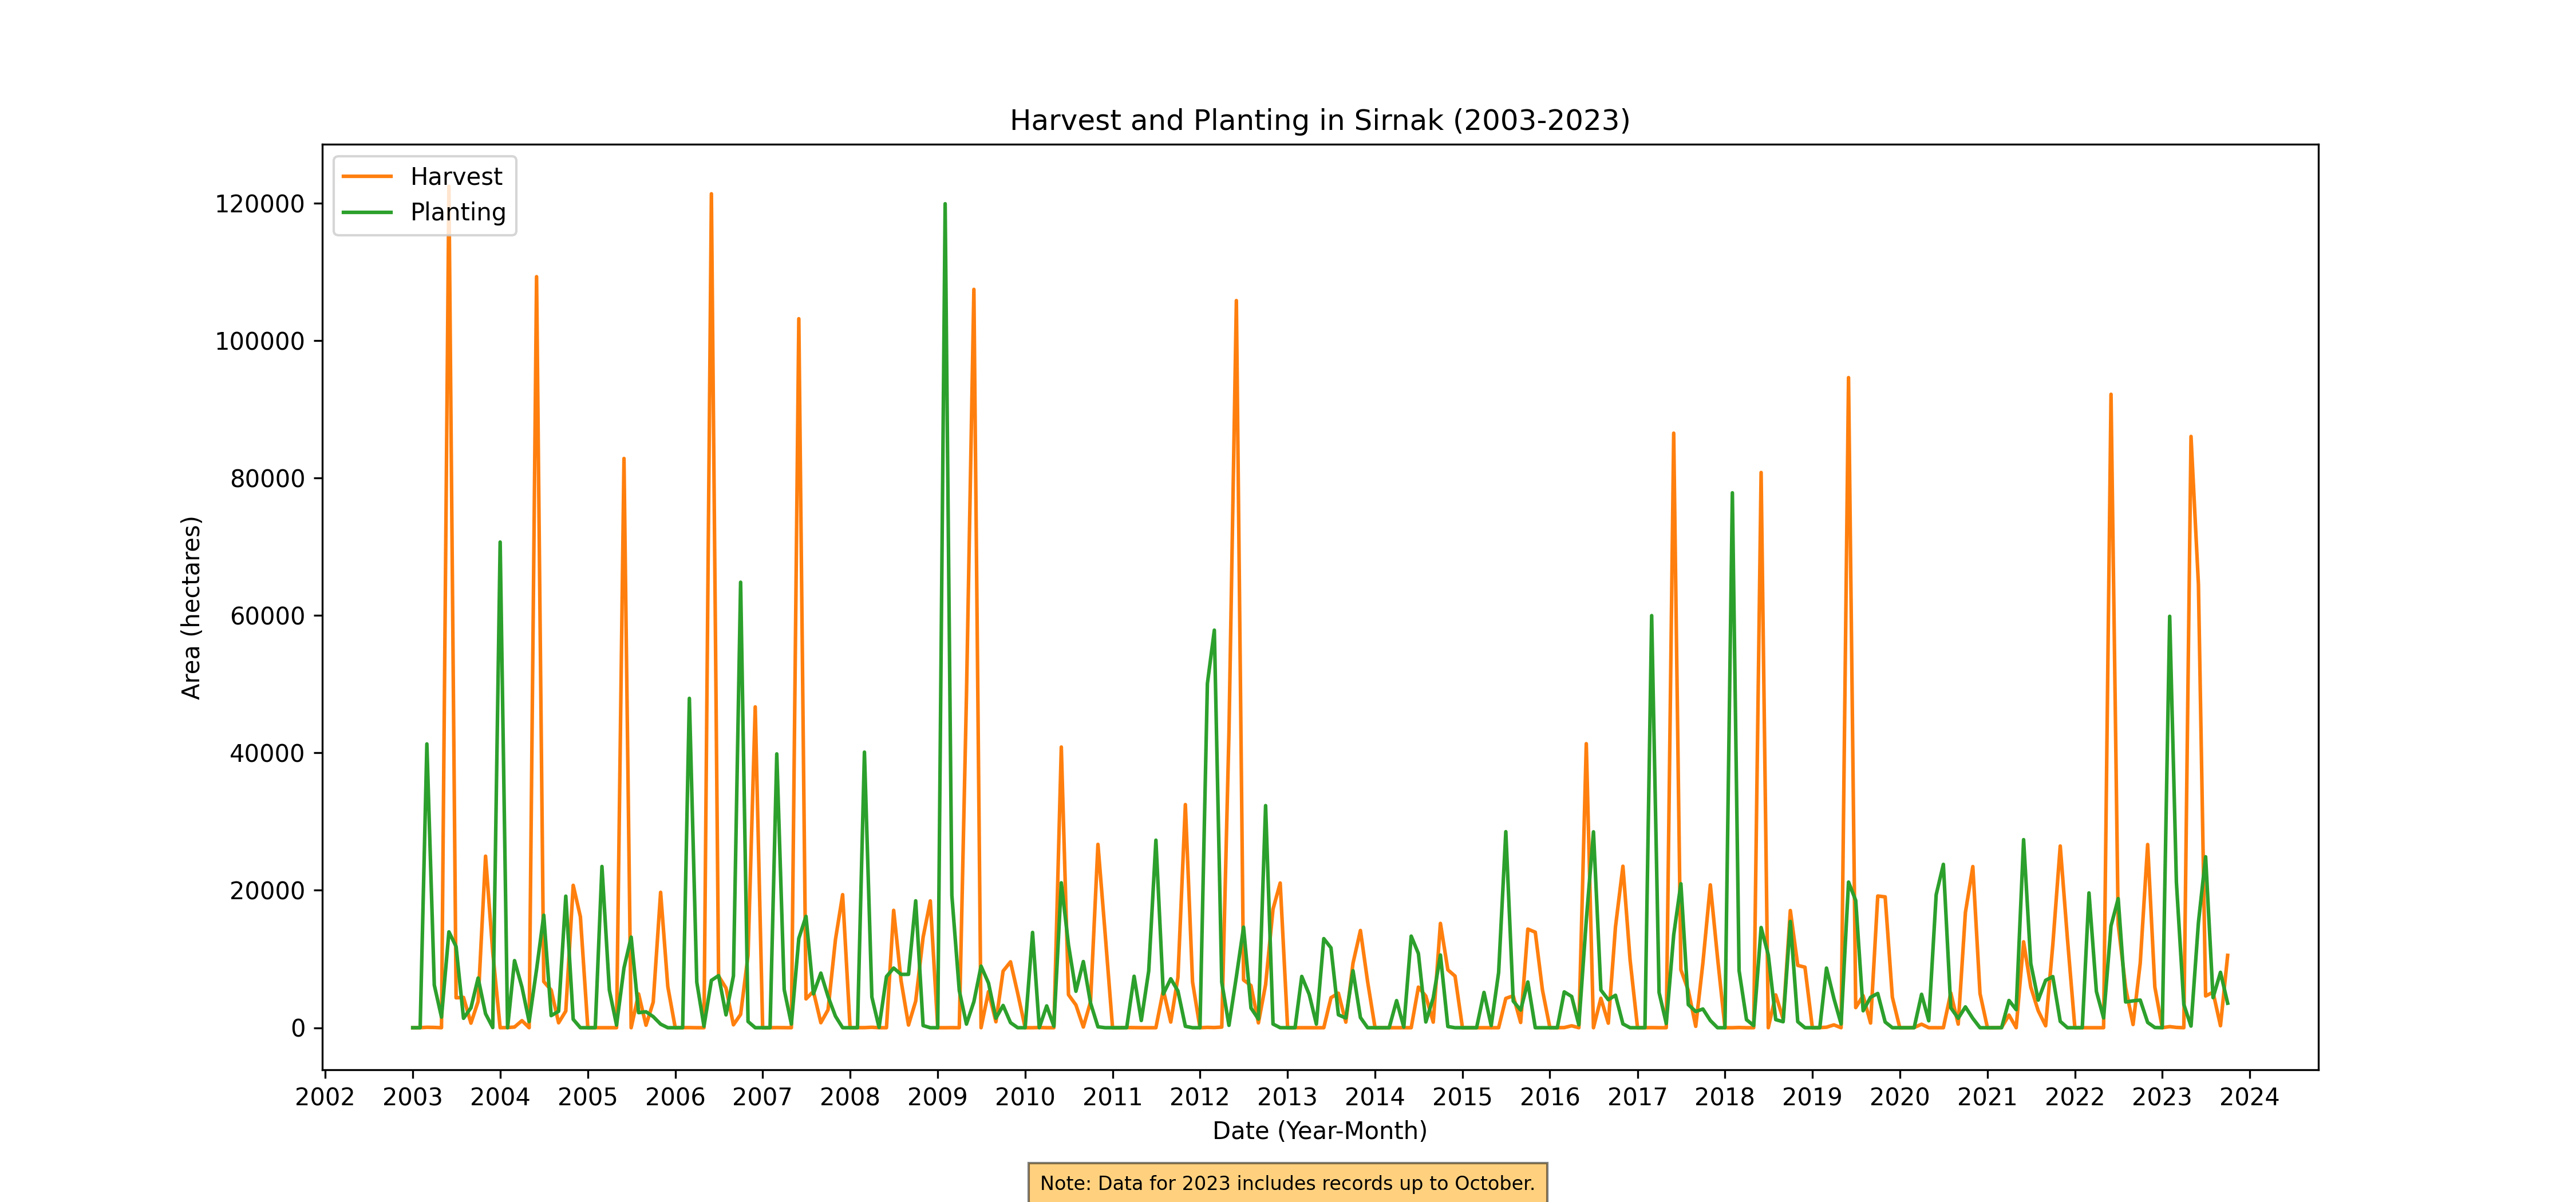 Harvest and Planting in Sirnak (2003-2023)
Harvest
Planting
120000
100000
80000
60000
40000
20000
0
Area (hectares)
2002 2003 2004 2005 2006 2007 2008 2009 2010 2011 2012 2013 2014 2015 2016 2017 2018 2019 2020 2021 2022 2023 2024
Date (Year-Month)
Note: Data for 2023 includes records up to October.